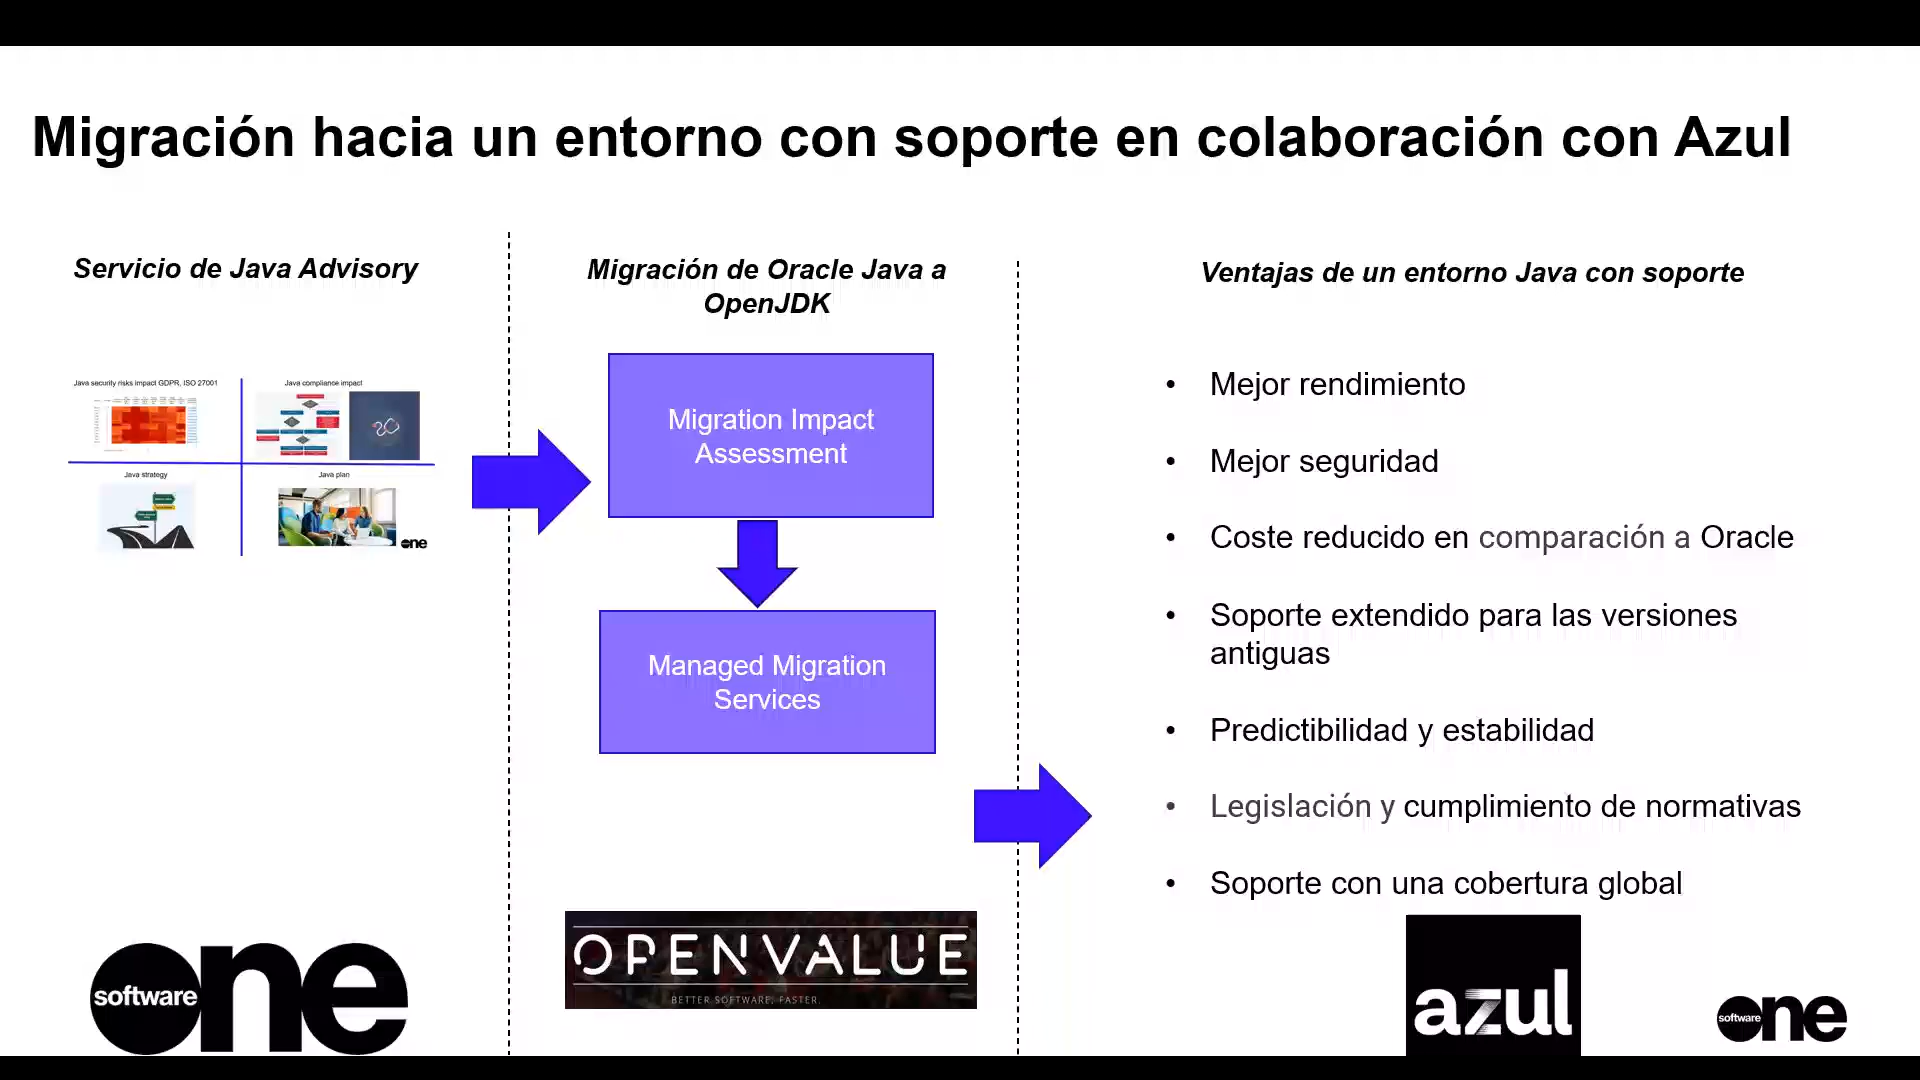 Migración hacia un entorno con soporte en colaboración con Azul
Servicio de Java Advisory
Java security risks impact GDPR, ISO 27001
Java compliance impact
Java strategy
Java plan
one
software one
Migración de Oracle Java a
OpenJDK
Migration Impact
Assessment
Managed Migration
Services
OPENVALUE
BETTER SOFTWARE, FASTER.
Ventajas de un entorno Java con soporte
• Mejor rendimiento
• Mejor seguridad
• Coste reducido en comparación a Oracle
• Soporte extendido para las versiones
antiguas
• Predictibilidad y estabilidad
• Legislación y cumplimiento de normativas
• Soporte con una cobertura global
azul
software one